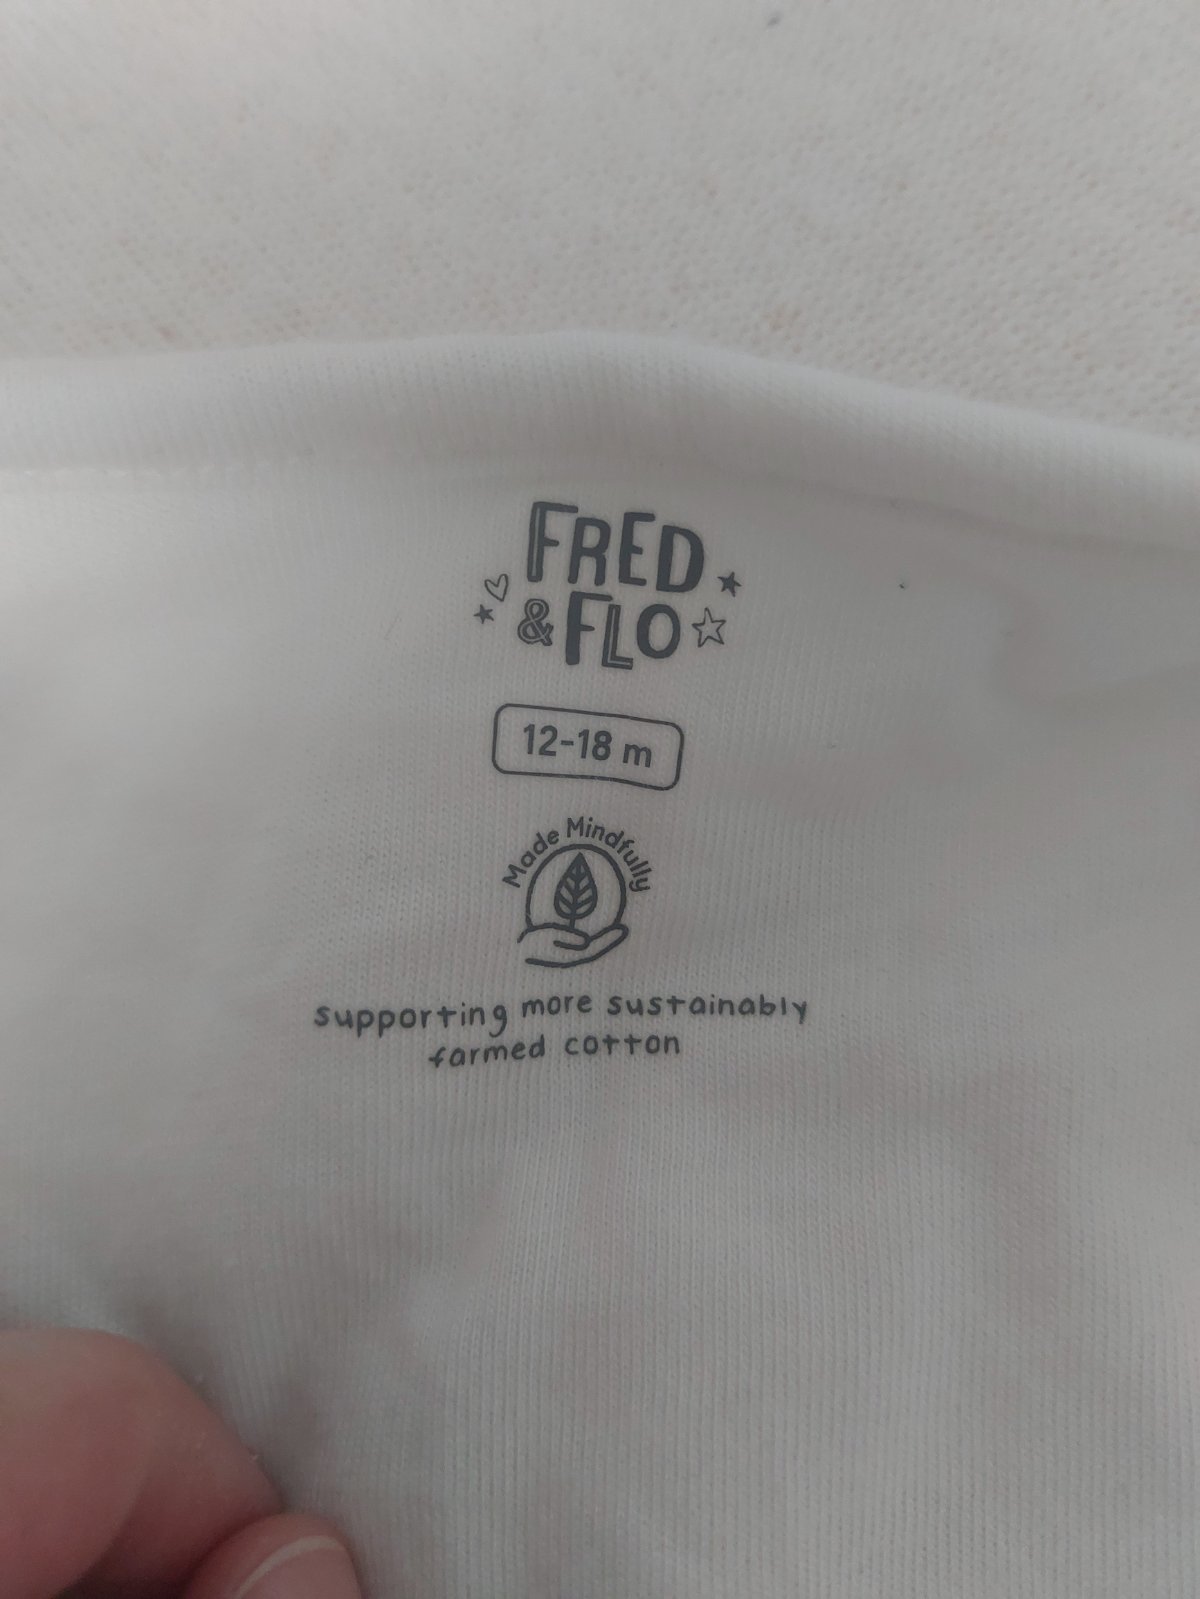 FRED
& FLO
12-18 m
Made Mindfully
supporting more sustainably
farmed cotton